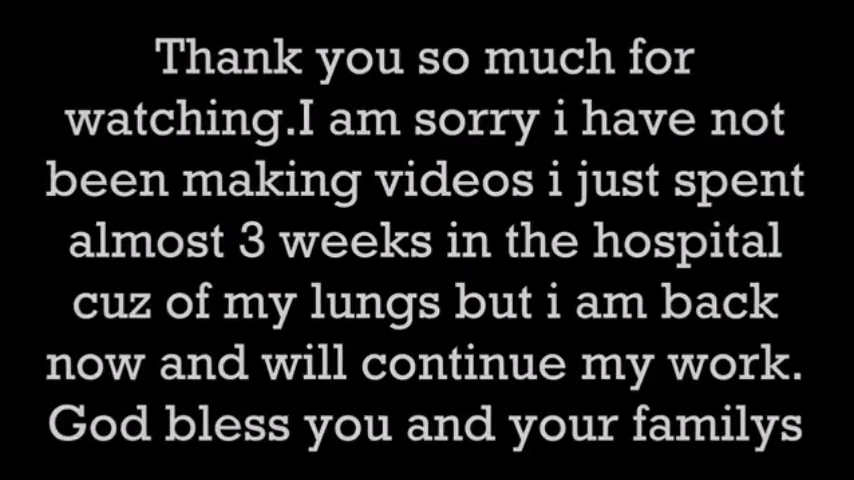 Thank you so much for
watching.I am sorry i have not
been making videos i just spent
almost 3 weeks in the hospital
cuz of my lungs but i am back
now and will continue my work.
God bless you and your familys